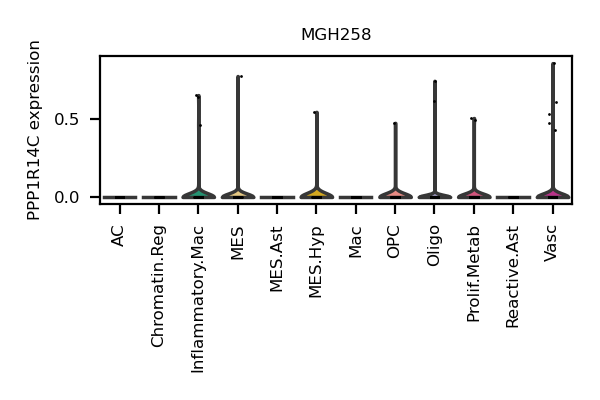 MGH258
PPP1R14C expression
0.5
0.0
AC
Chromatin.Reg
Inflammatory.Mac
MES
MES.Ast
MES.Hyp
Mac
OPC
Oligo
Prolif.Metab
Reactive.Ast
Vasc